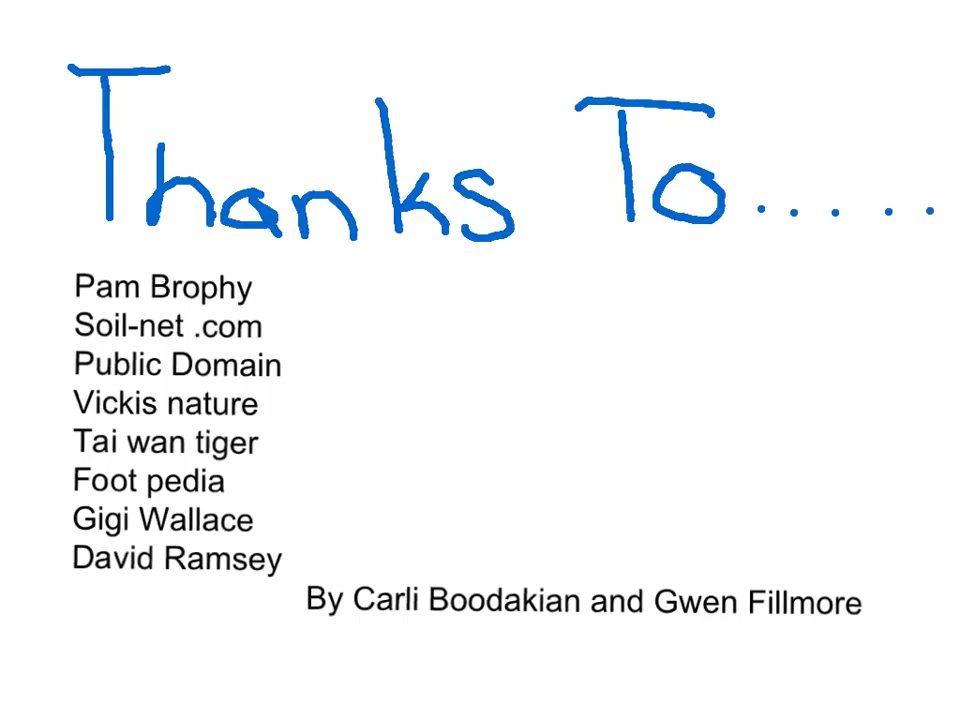 Thanks To.....
Pam Brophy
Soil-net .com
Public Domain
Vickis nature
Tai wan tiger
Foot pedia
Gigi Wallace
David Ramsey
By Carli Boodakian and Gwen Fillmore